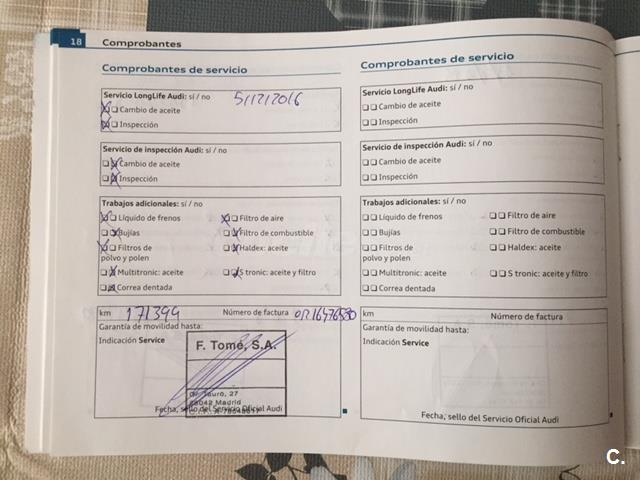 18 Comprobantes
Comprobantes de servicio
Servicio LongLife Audi: sí / no 5/12/2016
Cambio de aceite
Inspección
Servicio de inspección Audi: sí / no
Cambio de aceite
Inspección
Trabajos adicionales: sí / no
Líquido de frenos Filtro de aire
Bujías Filtro de combustible
Filtros de polvo y polen Haldex: aceite
Multitronic: aceite S tronic: aceite y filtro
Correa dentada
km 171394 Número de factura
Garantía de movilidad hasta:
Indicación Service
F. Tomé, S.A.
Tauro, 27
28042 Madrid
Fecha, sello del Servicio Oficial Audi
Comprobantes de servicio
Servicio LongLife Audi: sí / no
Cambio de aceite
Inspección
Servicio de inspección Audi: sí / no
Cambio de aceite
Inspección
Trabajos adicionales: sí / no
Líquido de frenos Filtro de aire
Bujías Filtro de combustible
Filtros de polvo y polen Haldex: aceite
Multitronic: aceite S tronic: aceite y filtro
Correa dentada
km Número de factura
Garantía de movilidad hasta:
Indicación Service
Fecha, sello del Servicio Oficial Audi
C.